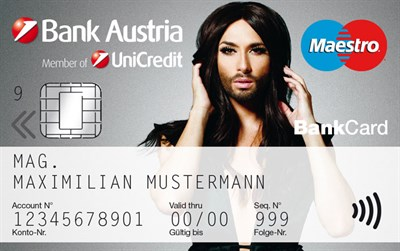 Bank Austria
Member of UniCredit
Maestro
9
BankCard
MAG.
MAXIMILIAN MUSTERMANN
Account N° Valid thru Seq. N°
12345678901 00/00 999
Konto-Nr. Gültig bis Folge-Nr.